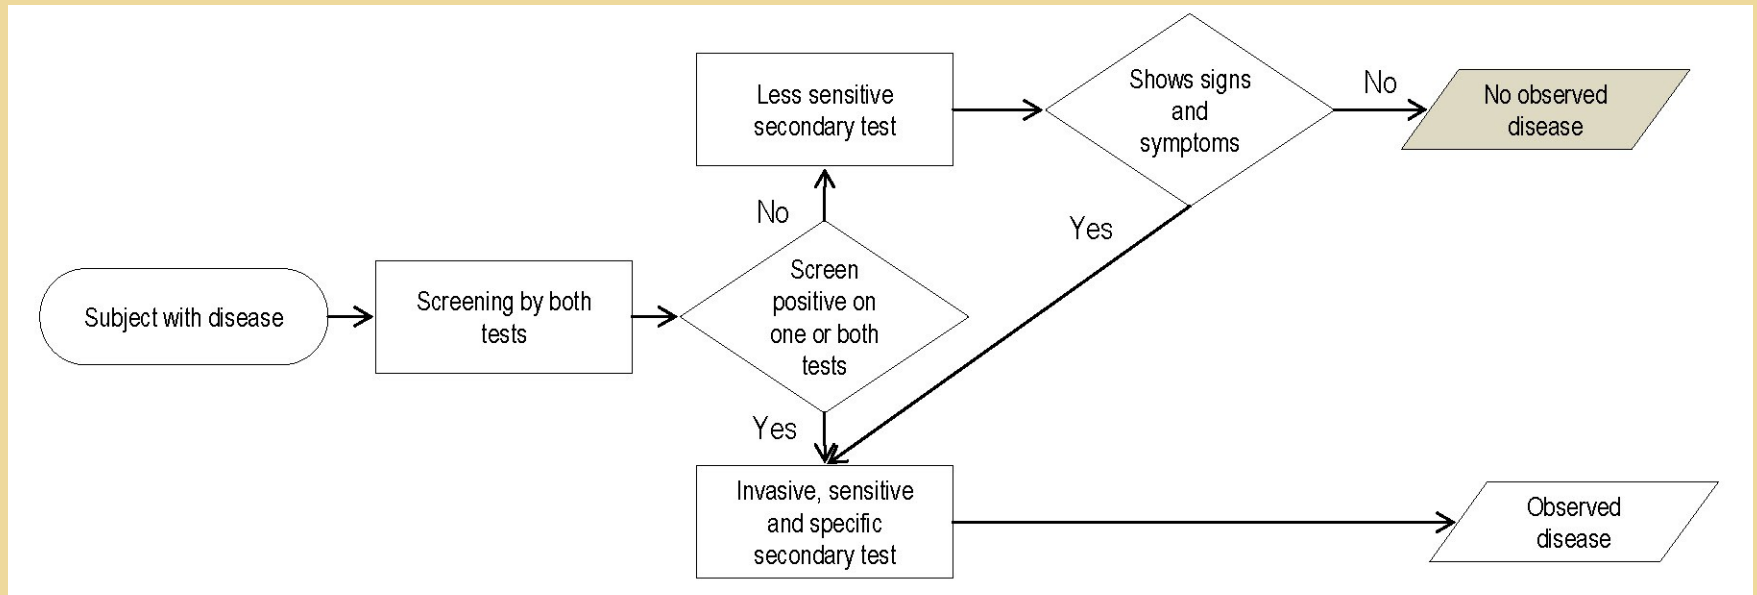 Subject with disease
Screening by both
tests
Screen
positive on
one or both
tests
No
Less sensitive
secondary test
Shows signs
and
symptoms
No
No observed
disease
Yes
Yes
Invasive, sensitive
and specific
secondary test
Observed
disease